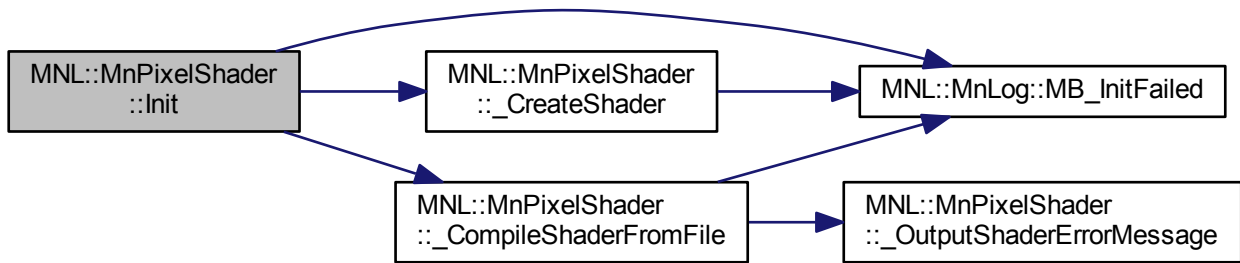 MNL::MnPixelShader
::Init
MNL::MnPixelShader
::_CreateShader
MNL::MnLog::MB_InitFailed
MNL::MnPixelShader
::_CompileShaderFromFile
MNL::MnPixelShader
::_OutputShaderErrorMessage